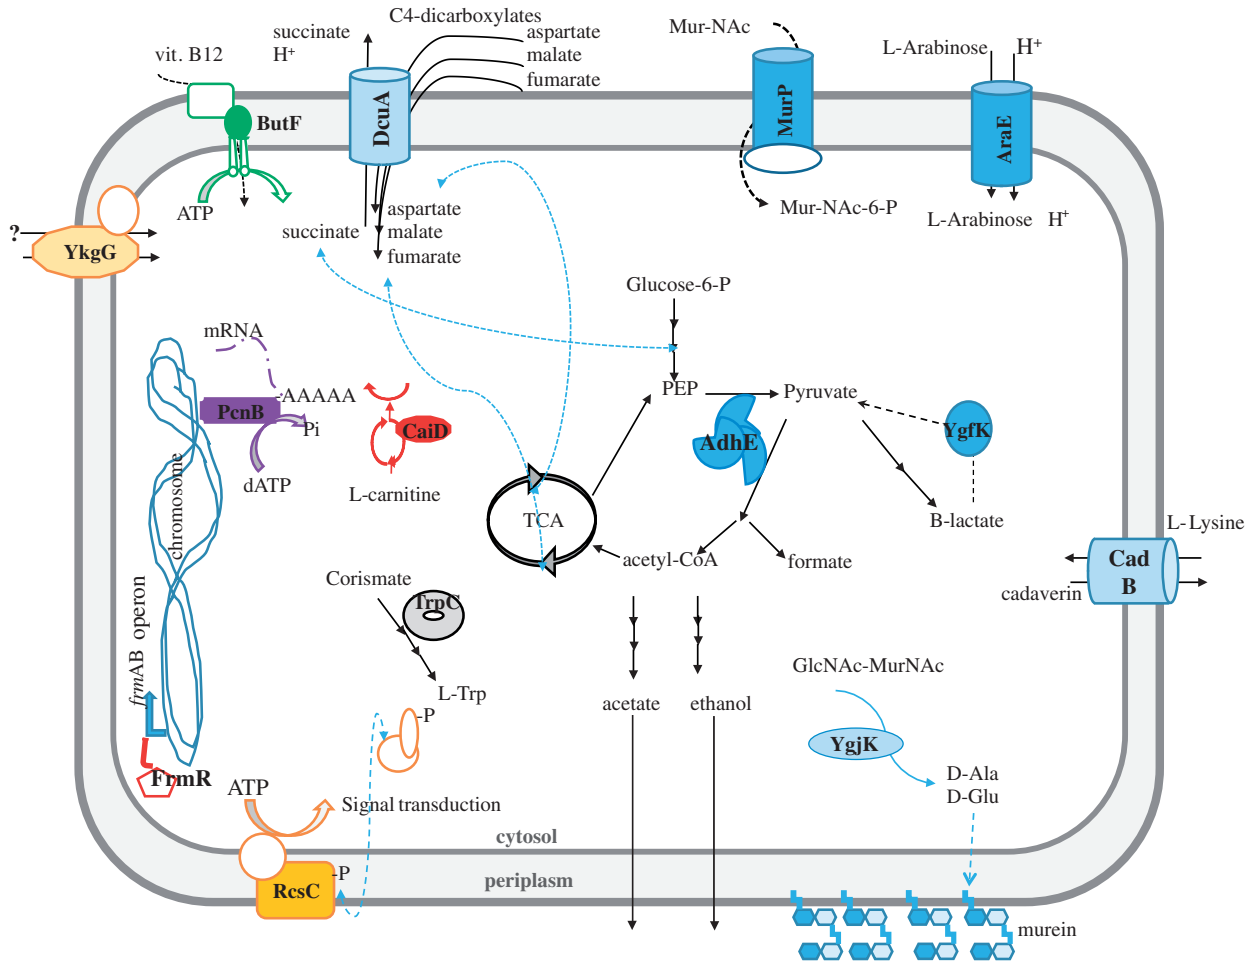 C4-dicarboxylates
succinate
H+
aspartate
malate
fumarate
vit. B12
Mur-NAc
L-Arabinose
H+
ButF
DcuA
MurP
AraE
ATP
aspartate
succinate
malate
fumarate
Mur-NAc-6-P
L-Arabinose H+
?
YkgG
Glucose-6-P
mRNA
-AAAAA
PcnB
Pi
dATP
CaiD
L-carnitine
PEP
Pyruvate
AdhE
YgfK
B-lactate
chromosome
TCA
acetyl-CoA
formate
L-Lysine
Cad
B
cadaverin
Corismate
TrpC
L-Trp
frmAB operon
-P
FrmR
acetate
ethanol
GlcNAc-MurNAc
YgjK
D-Ala
D-Glu
ATP
Signal transduction
cytosol
periplasm
-P
RcsC
murein